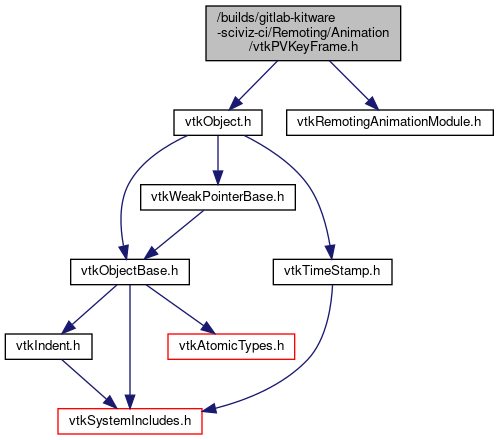 /builds/gitlab-kitware
-sciviz-ci/Remoting/Animation
/vtkPVKeyFrame.h
vtkObject.h
vtkRemotingAnimationModule.h
vtkWeakPointerBase.h
vtkObjectBase.h
vtkTimeStamp.h
vtkIndent.h
vtkAtomicTypes.h
vtkSystemIncludes.h